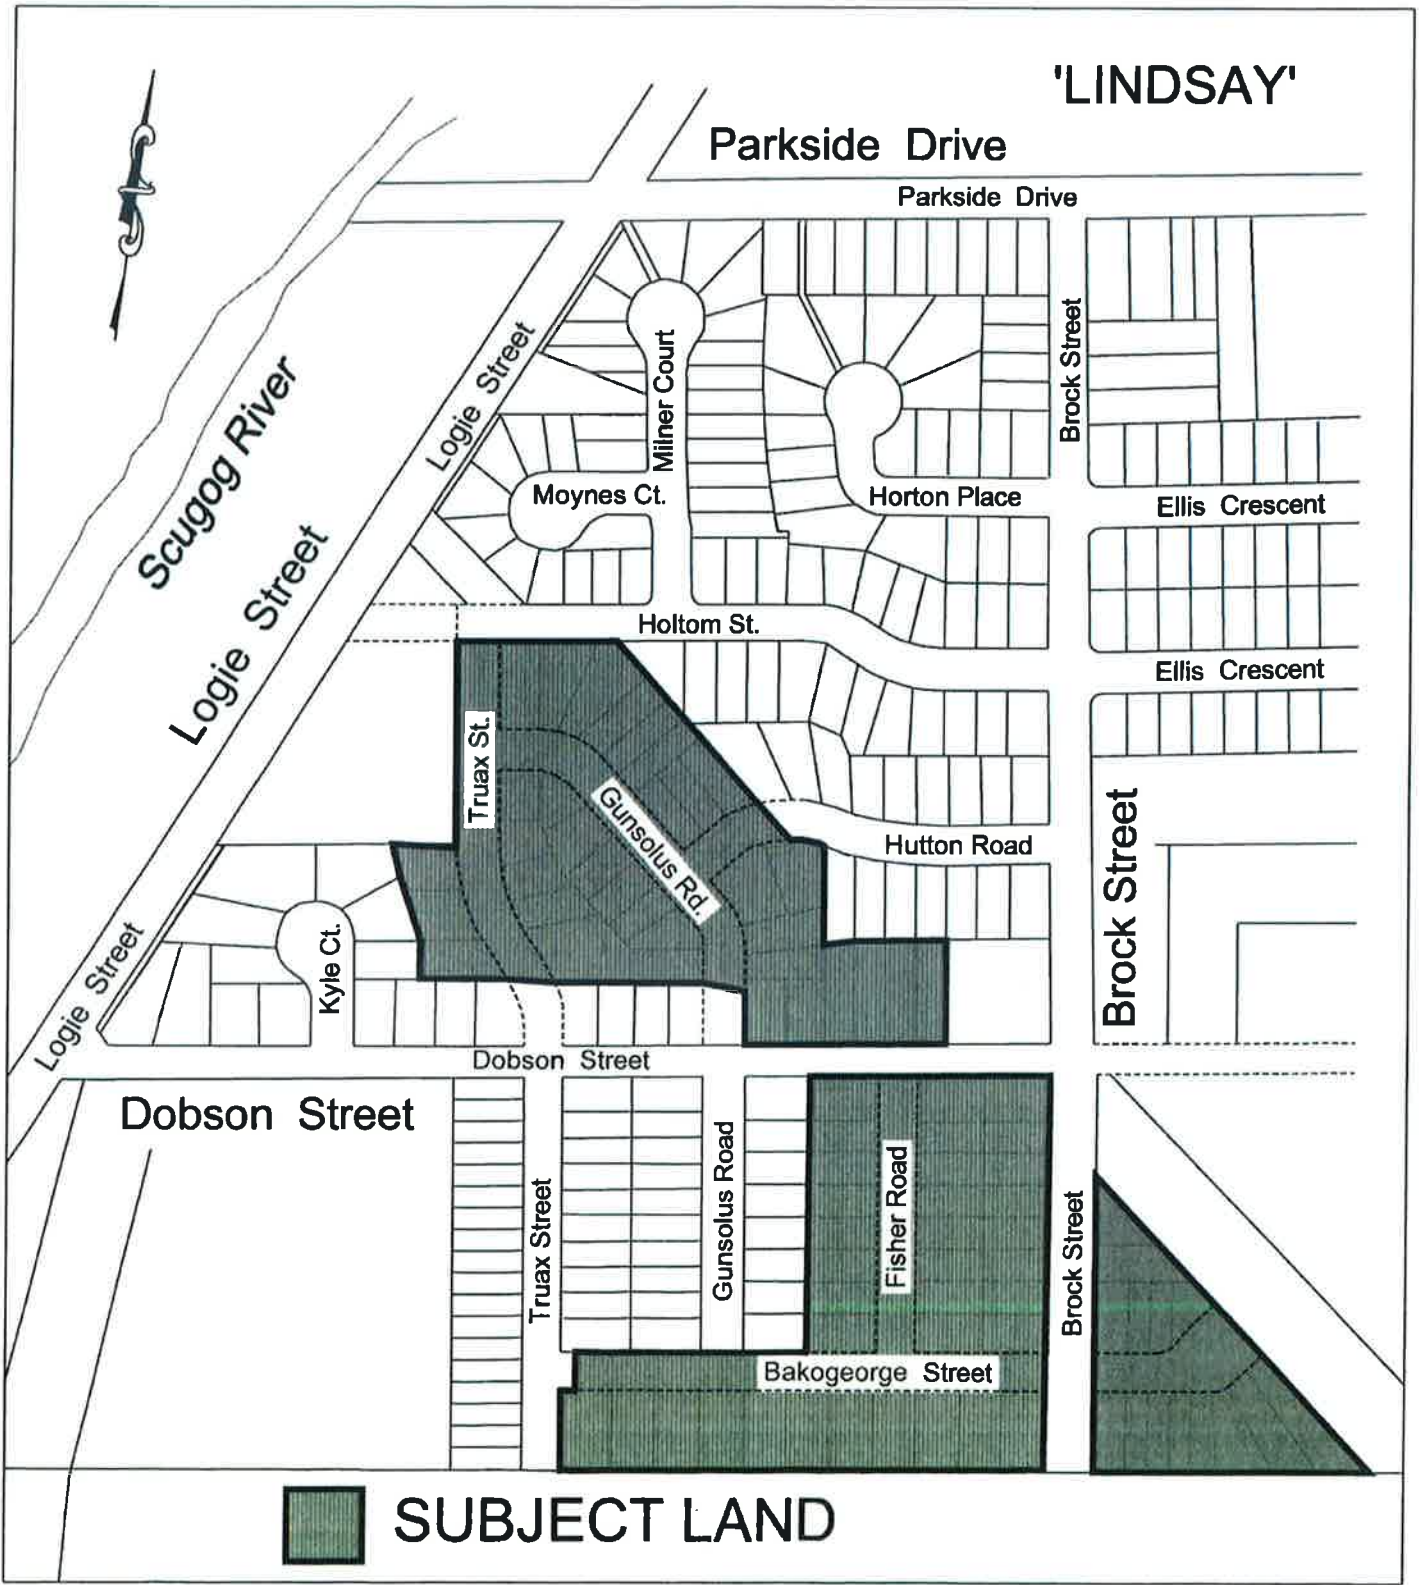 'LINDSAY'
Parkside Drive
Parkside Drive
Scugog River
Logie Street
Logie Street
Milner Court
Brock Street
Moynes Ct.
Horton Place
Ellis Crescent
Holtom St.
Ellis Crescent
Truax St.
Gunsolus Rd.
Hutton Road
Brock Street
Logie Street
Kyle Ct.
Dobson Street
Dobson Street
Truax Street
Gunsolus Road
Fisher Road
Brock Street
Bakogeorge Street
SUBJECT LAND